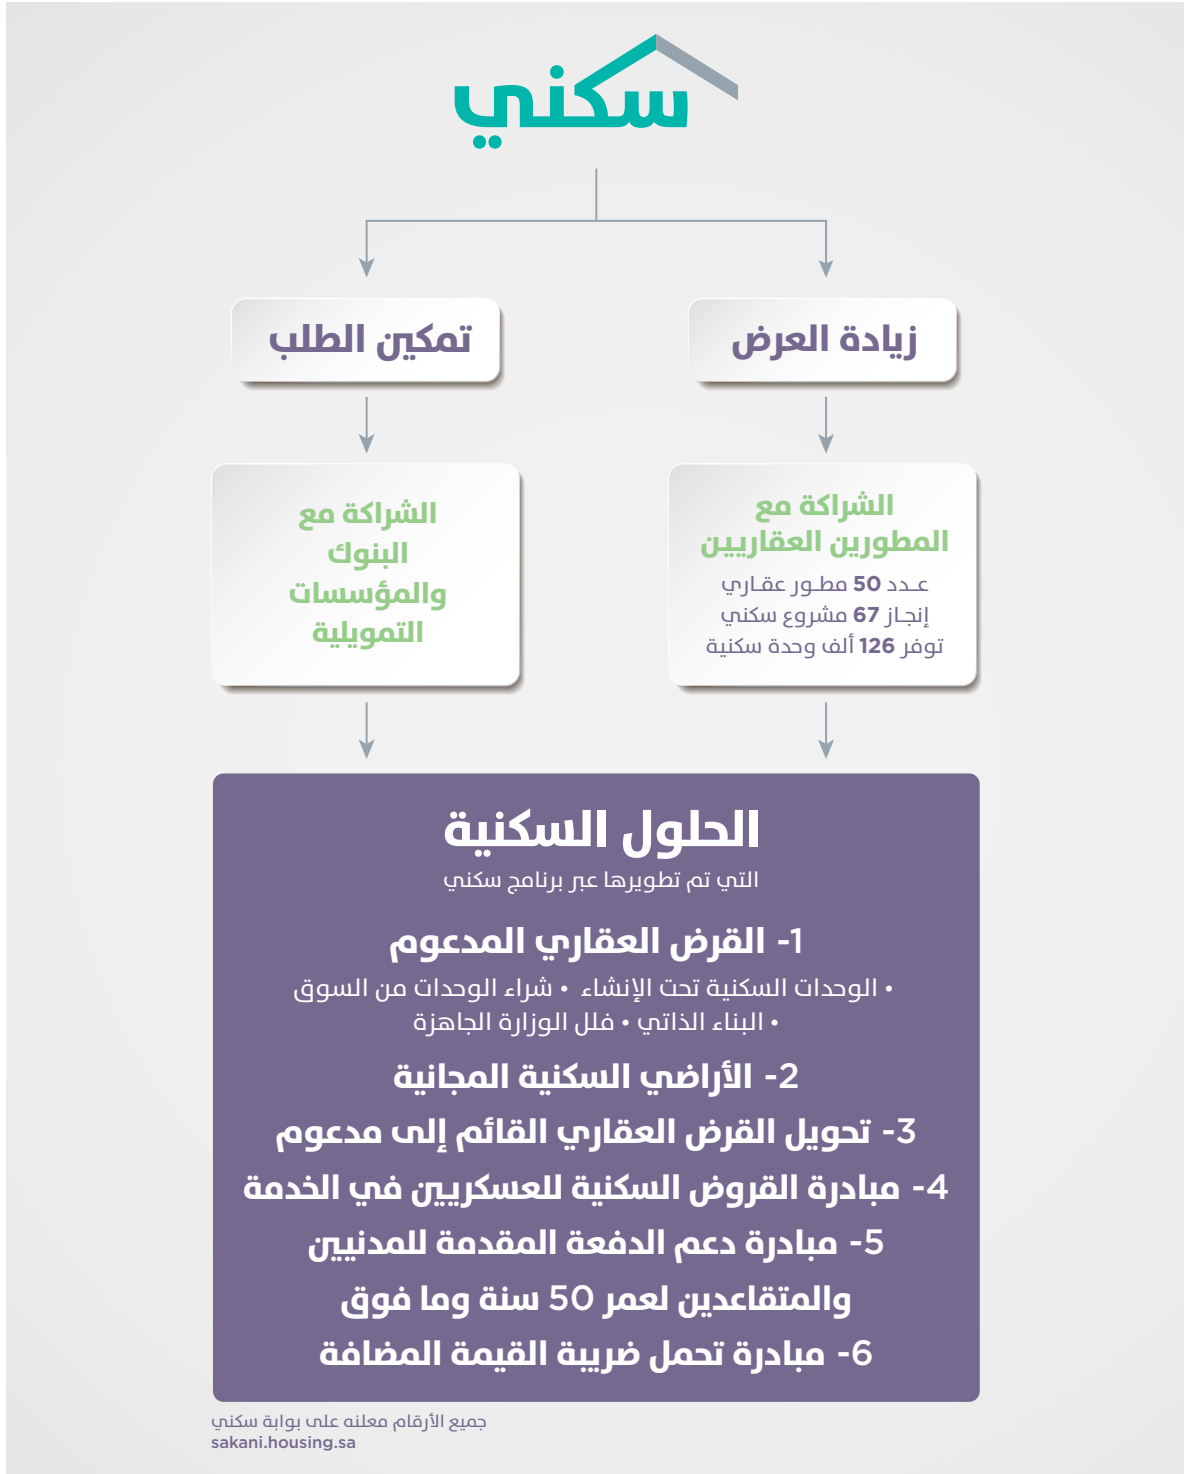 سكني
زيادة العرض
تمكين الطلب
الشراكة مع
المطورين العقاريين
عـدد 50 مطـور عقـاري
إنجـاز 67 مشروع سكني
توفر 126 ألف وحدة سكنية
الشراكة مع
البنوك
والمؤسسات
التمويلية
الحلول السكنية
التي تم تطويرها عبر برنامج سكني
1- القرض العقاري المدعوم
• الوحدات السكنية تحت الإنشاء • شراء الوحدات من السوق
• البناء الذاتي • فلل الوزارة الجاهزة
2- الأراضي السكنية المجانية
3- تحويل القرض العقاري القائم إلى مدعوم
4- مبادرة القروض السكنية للعسكريين في الخدمة
5- مبادرة دعم الدفعة المقدمة للمدنيين
والمتقاعدين لعمر 50 سنة وما فوق
6- مبادرة تحمل ضريبة القيمة المضافة
جميع الأرقام معلنه على بوابة سكني
sakani.housing.sa